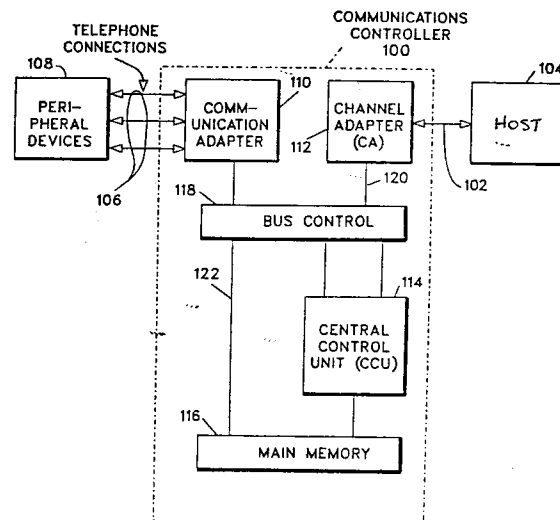 TELEPHONE
CONNECTIONS
COMMUNICATIONS
CONTROLLER
100
108
PERI-
PHERAL
DEVICES
106
110
COMM-
UNICATION
ADAPTER
112
CHANNEL
ADAPTER
(CA)
104
HOST
102
118
120
BUS CONTROL
122
114
CENTRAL
CONTROL
UNIT (CCU)
116
MAIN MEMORY